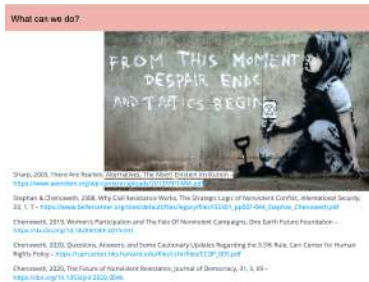 What can we do?
FROM THIS MOMENT
DESPAIR ENDS
AND TACTICS BEGIN
Sharp, 2003, There Are Realistic Alternatives, The Albert Einstein Institution –
Stephan & Chenoweth, 2008, Why Civil Resistance Works, The Strategic Logic of Nonviolent Conflict, International Security,
33, 1, 7 –
Chenoweth, 2019, Women's Participation and The Fate Of Nonviolent Campaigns, One Earth Future Foundation –
Chenoweth, 2020, Questions, Answers, and Some Cautionary Updates Regarding the 3.5% Rule, Carr Center for Human
Rights Policy –
Chenoweth, 2020, The Future of Nonviolent Resistance, Journal of Democracy, 31, 3, 69 –